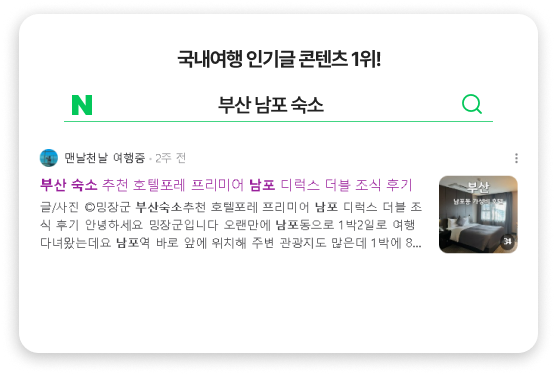 국내여행 인기글 콘텐츠 1위!
N 부산 남포 숙소
맨날천날 여행중 · 2주 전
부산 숙소 추천 호텔포레 프리미어 남포 디럭스 더블 조식 후기
글/사진 ©밍장군 부산숙소추천 호텔포레 프리미어 남포 디럭스 더블 조
식 후기 안녕하세요 밍장군입니다 오랜만에 남포동으로 1박2일로 여행
다녀왔는데요 남포역 바로 앞에 위치해 주변 관광지도 많은데 1박에 8...
부산
남포동 가성비 호텔
34